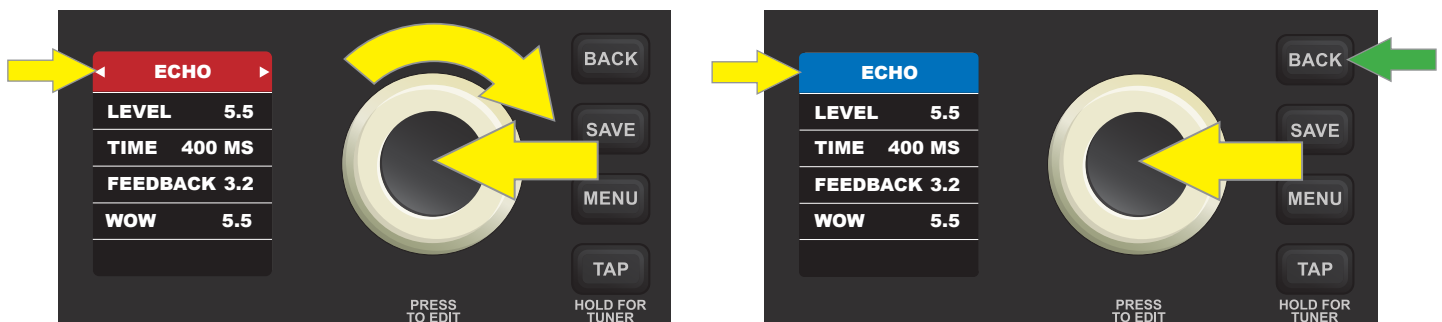 ECHO
LEVEL 5.5
TIME 400 MS
FEEDBACK 3.2
WOW 5.5
BACK
SAVE
MENU
TAP
PRESS
TO EDIT
HOLD FOR
TUNER
ECHO
LEVEL 5.5
TIME 400 MS
FEEDBACK 3.2
WOW 5.5
BACK
SAVE
MENU
TAP
PRESS
TO EDIT
HOLD FOR
TUNER